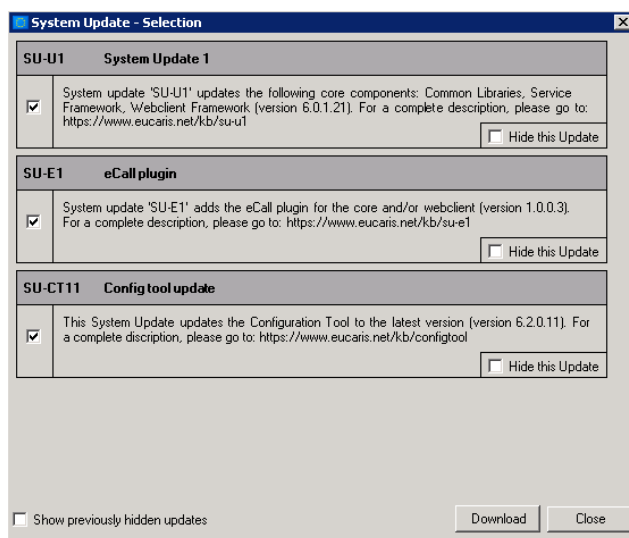 System Update - Selection
SU-U1 System Update 1
System update 'SU-U1' updates the following core components: Common Libraries, Service
Framework, Webclient Framework (version 6.0.1.21). For a complete description, please go to:
https://www.eucaris.net/kb/su-u1
Hide this Update
SU-E1 eCall plugin
System update 'SU-E1' adds the eCall plugin for the core and/or webclient (version 1.0.0.3).
For a complete description, please go to: https://www.eucaris.net/kb/su-e1
Hide this Update
SU-CT11 Config tool update
This System Update updates the Configuration Tool to the latest version (version 6.2.0.11). For
a complete discription, please go to: https://www.eucaris.net/kb/configtool
Hide this Update
Show previously hidden updates
Download Close